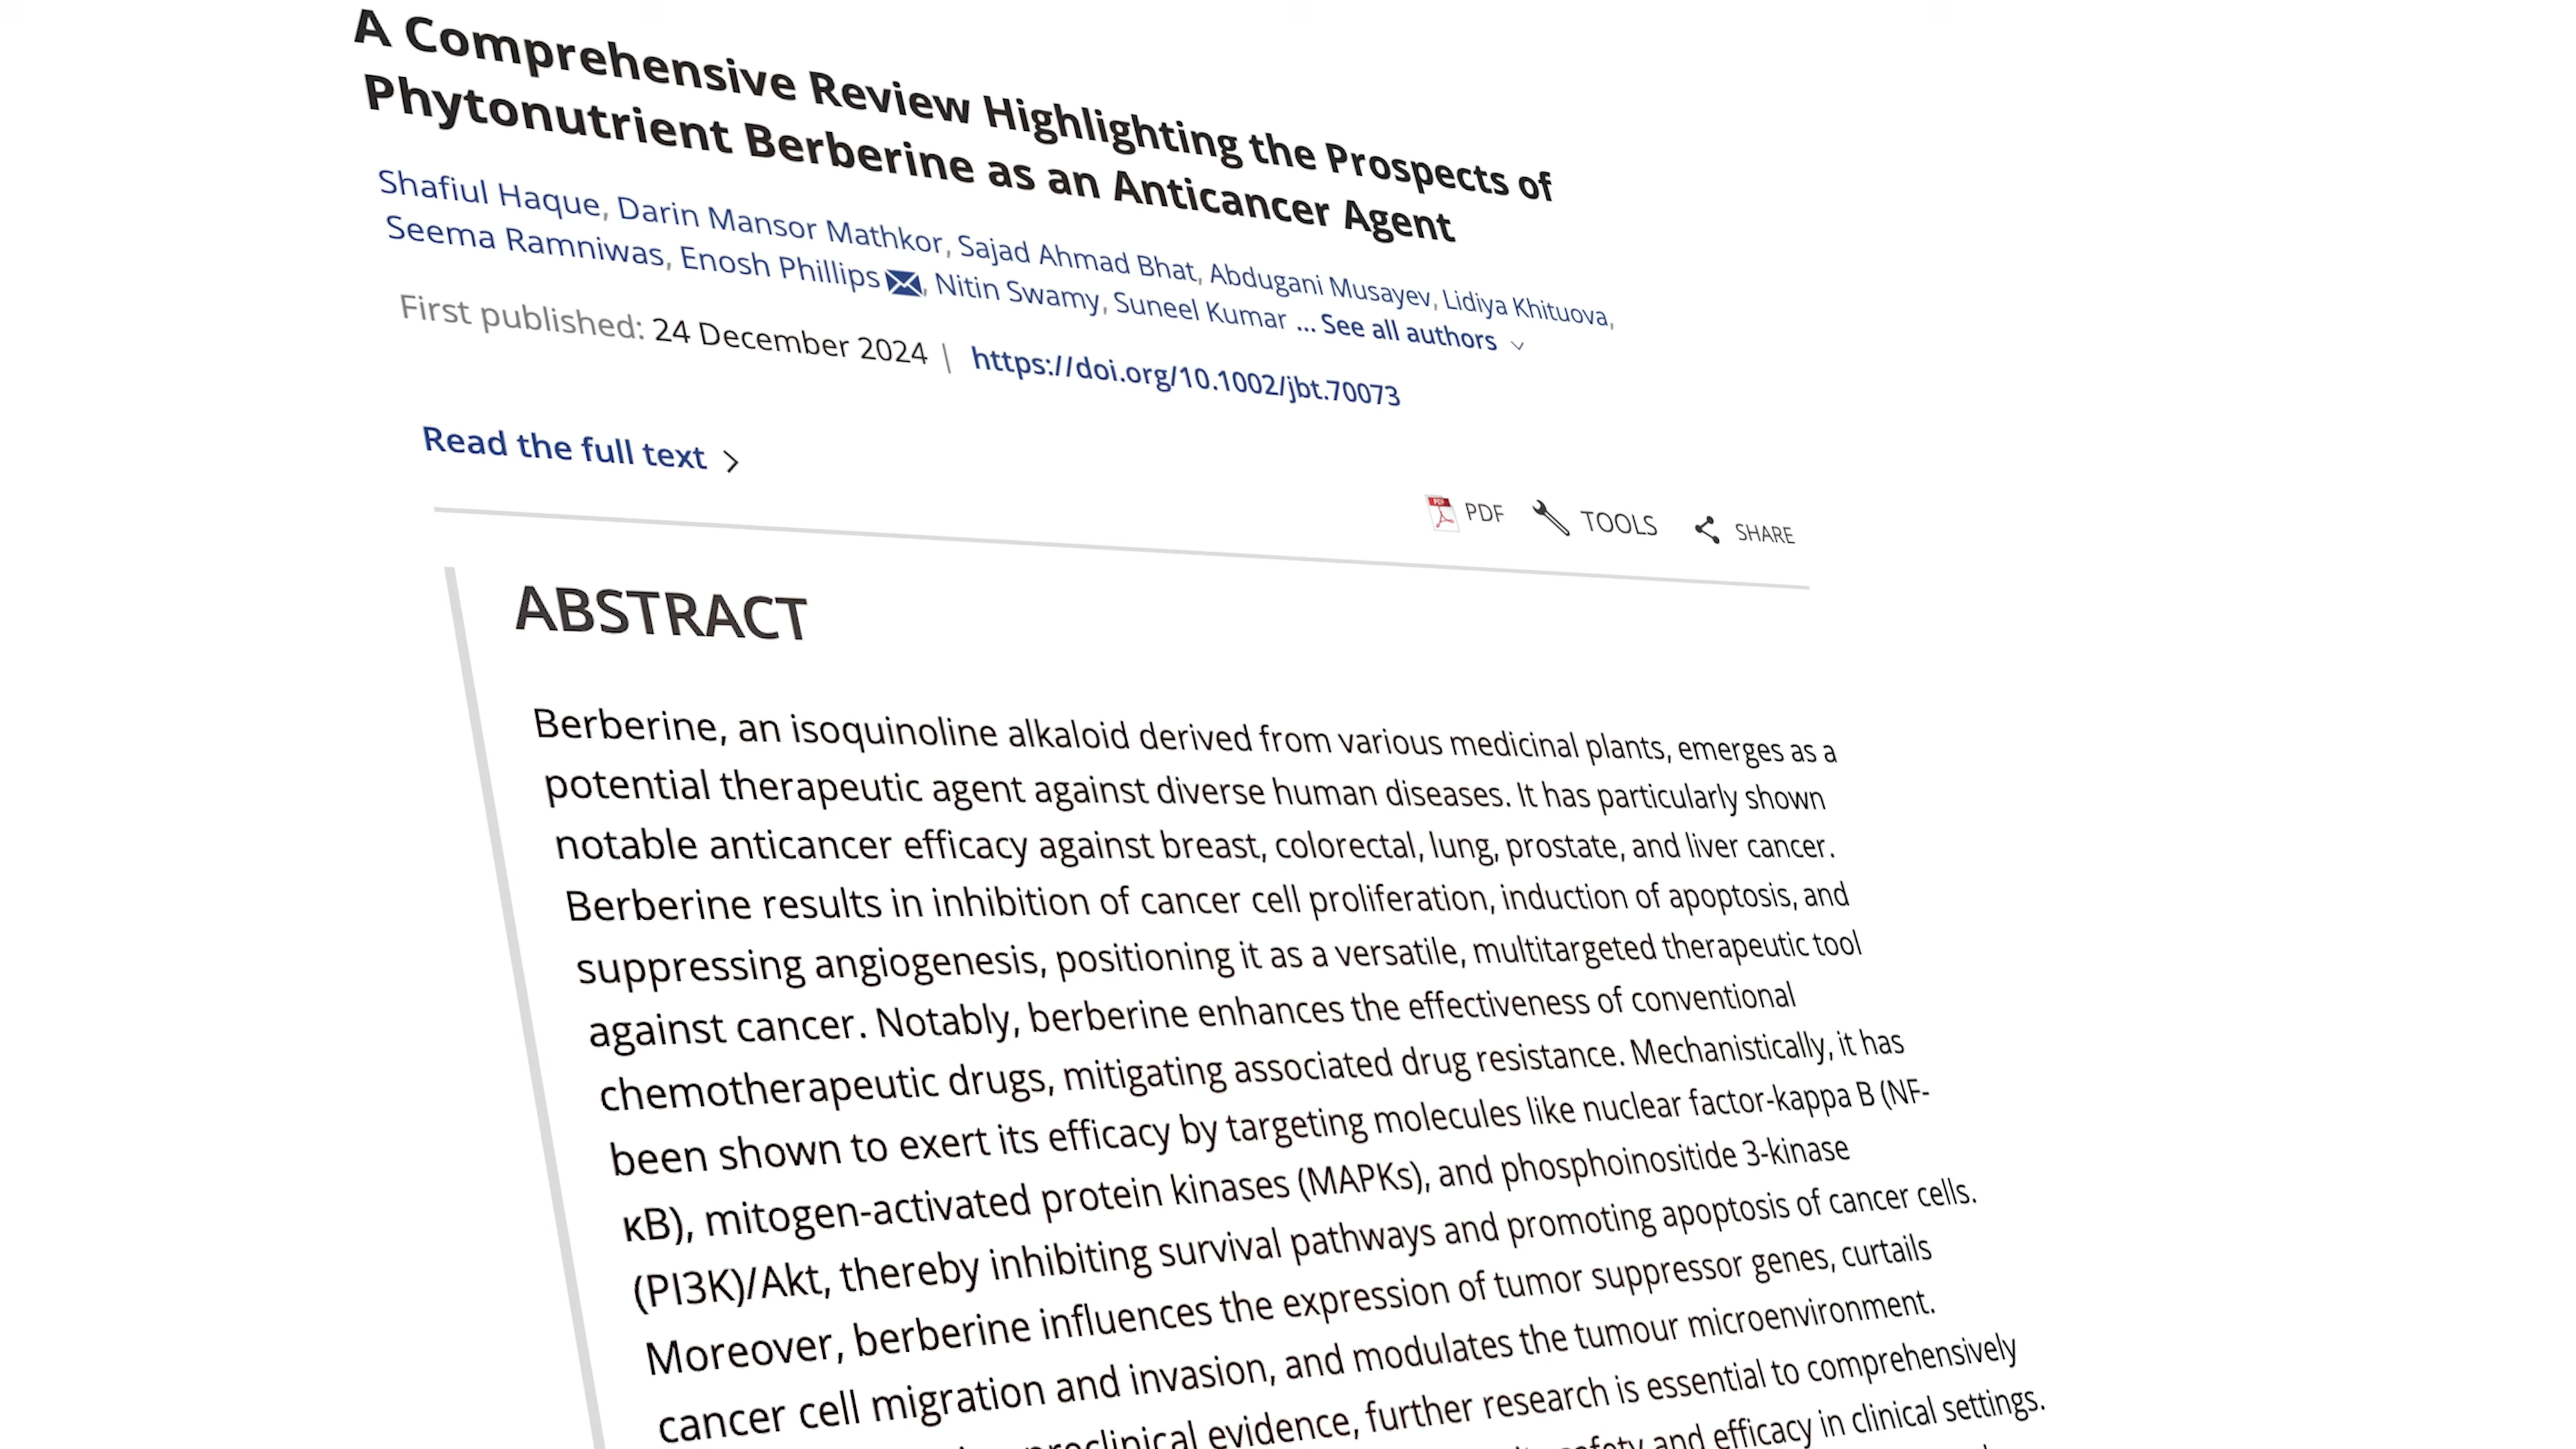 A Comprehensive Review Highlighting the Prospects of
Phytonutrient Berberine as an Anticancer Agent
Shafiul Haque, Darin Mansor Mathkor, Sajad Ahmad Bhat, Abdugani Musayev, Lidiya Khituova,
Seema Ramniwas, Enosh Phillips, Nitin Swamy, Suneel Kumar ... See all authors
First published: 24 December 2024 | https://doi.org/10.1002/jbt.70073
Read the full text
PDF TOOLS SHARE
ABSTRACT
Berberine, an isoquinoline alkaloid derived from various medicinal plants, emerges as a
potential therapeutic agent against diverse human diseases. It has particularly shown
notable anticancer efficacy against breast, colorectal, lung, prostate, and liver cancer.
Berberine results in inhibition of cancer cell proliferation, induction of apoptosis, and
suppressing angiogenesis, positioning it as a versatile, multitargeted therapeutic tool
against cancer. Notably, berberine enhances the effectiveness of conventional
chemotherapeutic drugs, mitigating associated drug resistance. Mechanistically, it has
been shown to exert its efficacy by targeting molecules like nuclear factor-kappa B (NF-
κB), mitogen-activated protein kinases (MAPKs), and phosphoinositide 3-kinase
(PI3K)/Akt, thereby inhibiting survival pathways and promoting apoptosis of cancer cells.
Moreover, berberine influences the expression of tumor suppressor genes, curtails
cancer cell migration and invasion, and modulates the tumour microenvironment.
preclinical evidence, further research is essential to comprehensively
safety and efficacy in clinical settings.